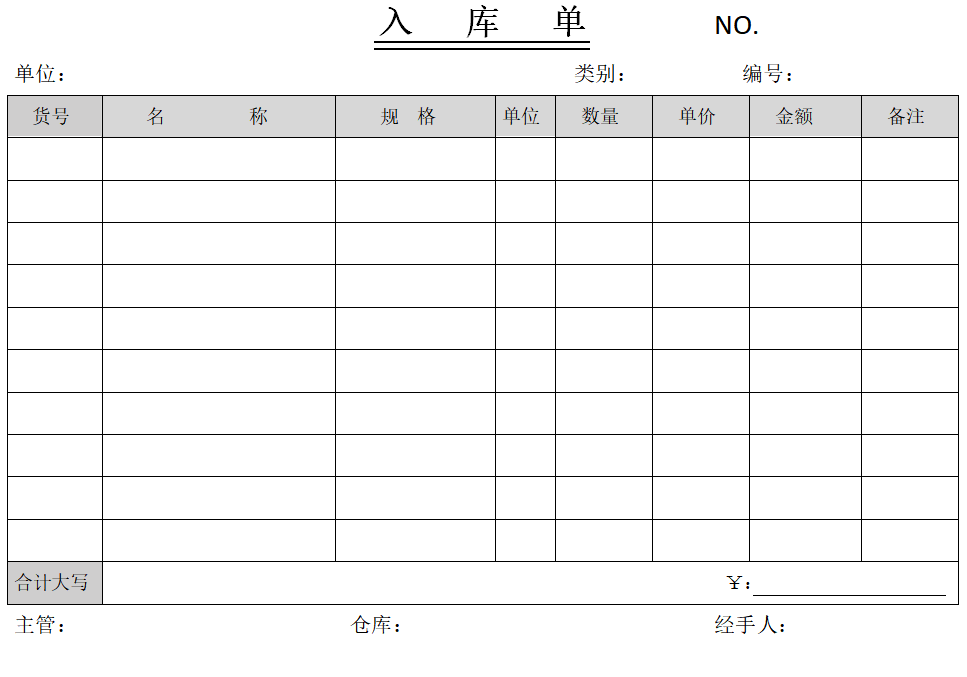 入 库 单 NO.
单位： 类别： 编号：
货号 名 称 规 格 单位 数量 单价 金额 备注
合计大写 ￥：
主管： 仓库： 经手人：